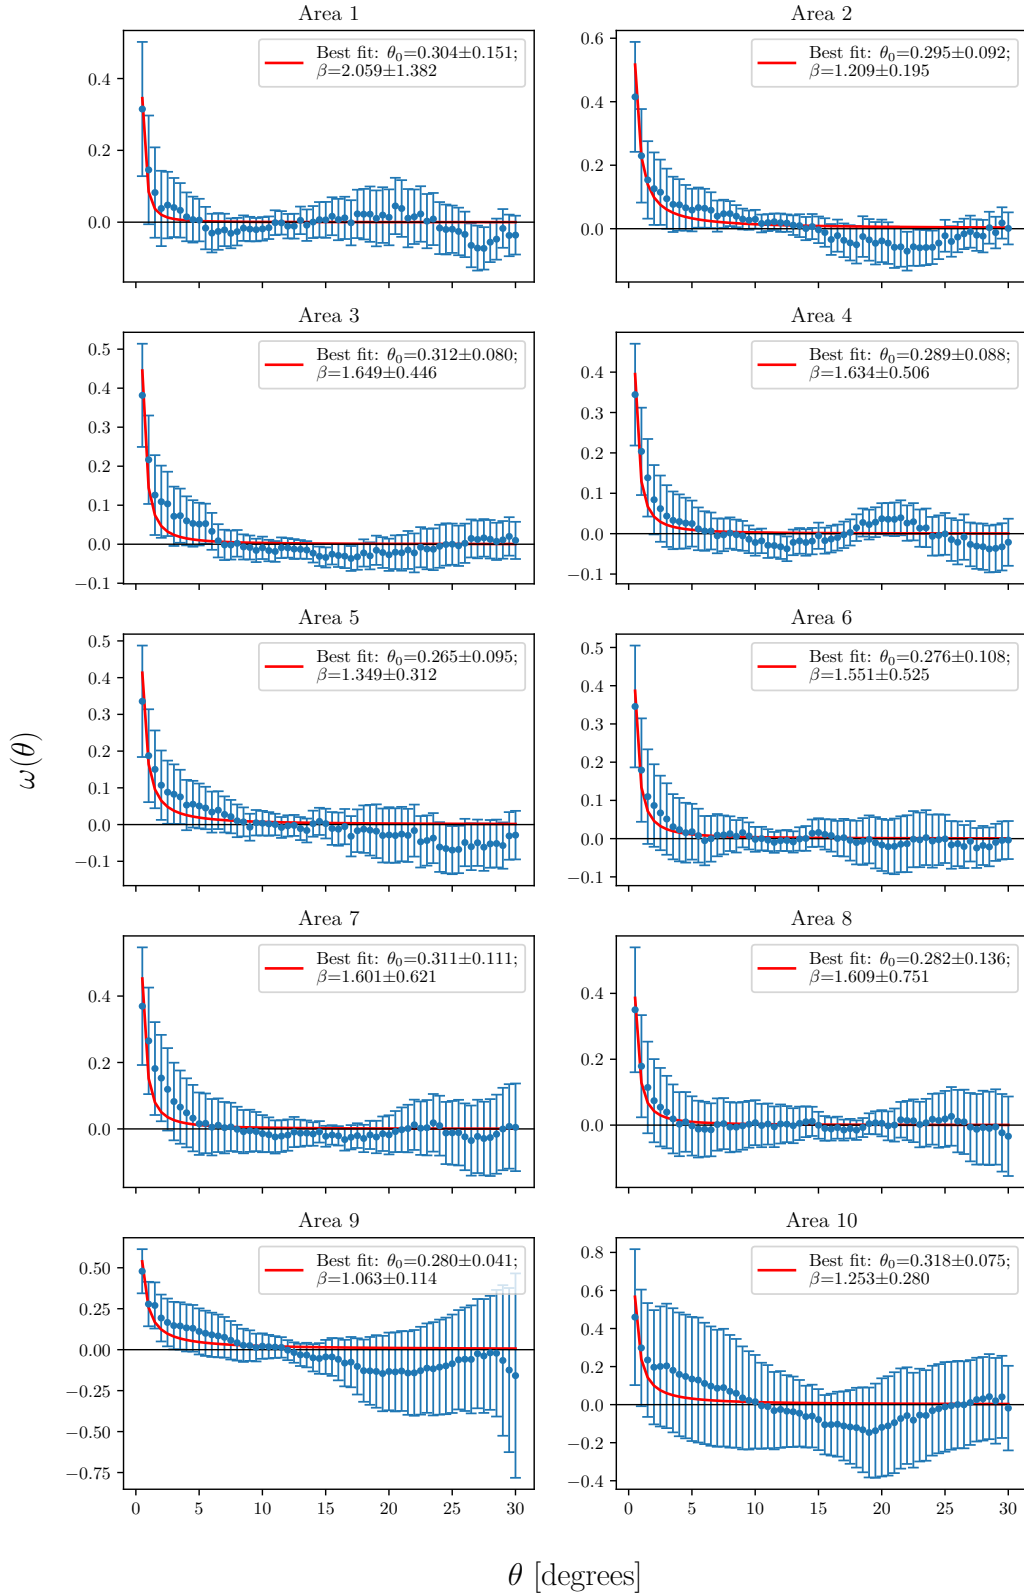 Area 1
Best fit: θ₀=0.304±0.151;
β=2.059±1.382
0.4
0.2
0.0
Area 2
Best fit: θ₀=0.295±0.092;
β=1.209±0.195
0.6
0.4
0.2
0.0
Area 3
Best fit: θ₀=0.312±0.080;
β=1.649±0.446
0.5
0.4
0.3
0.2
0.1
0.0
−0.1
Area 4
Best fit: θ₀=0.289±0.088;
β=1.634±0.506
0.4
0.3
0.2
0.1
0.0
−0.1
Area 5
Best fit: θ₀=0.265±0.095;
β=1.349±0.312
0.5
0.4
0.3
0.2
0.1
0.0
−0.1
Area 6
Best fit: θ₀=0.276±0.108;
β=1.551±0.525
0.5
0.4
0.3
0.2
0.1
0.0
−0.1
Area 7
Best fit: θ₀=0.311±0.111;
β=1.601±0.621
0.4
0.2
0.0
Area 8
Best fit: θ₀=0.282±0.136;
β=1.609±0.751
0.4
0.2
0.0
Area 9
Best fit: θ₀=0.280±0.041;
β=1.063±0.114
0.50
0.25
0.00
−0.25
−0.50
−0.75
0 5 10 15 20 25 30
Area 10
Best fit: θ₀=0.318±0.075;
β=1.253±0.280
0.8
0.6
0.4
0.2
0.0
−0.2
−0.4
0 5 10 15 20 25 30
ω(θ)
θ [degrees]